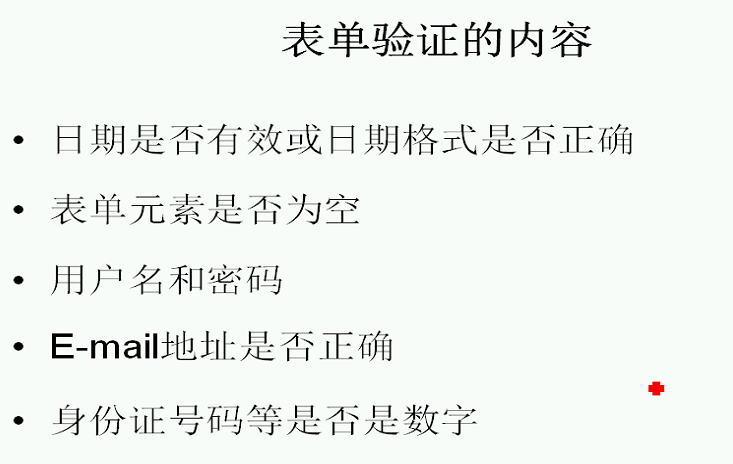 表单验证的内容
• 日期是否有效或日期格式是否正确
• 表单元素是否为空
• 用户名和密码
• E-mail地址是否正确
• 身份证号码等是否是数字